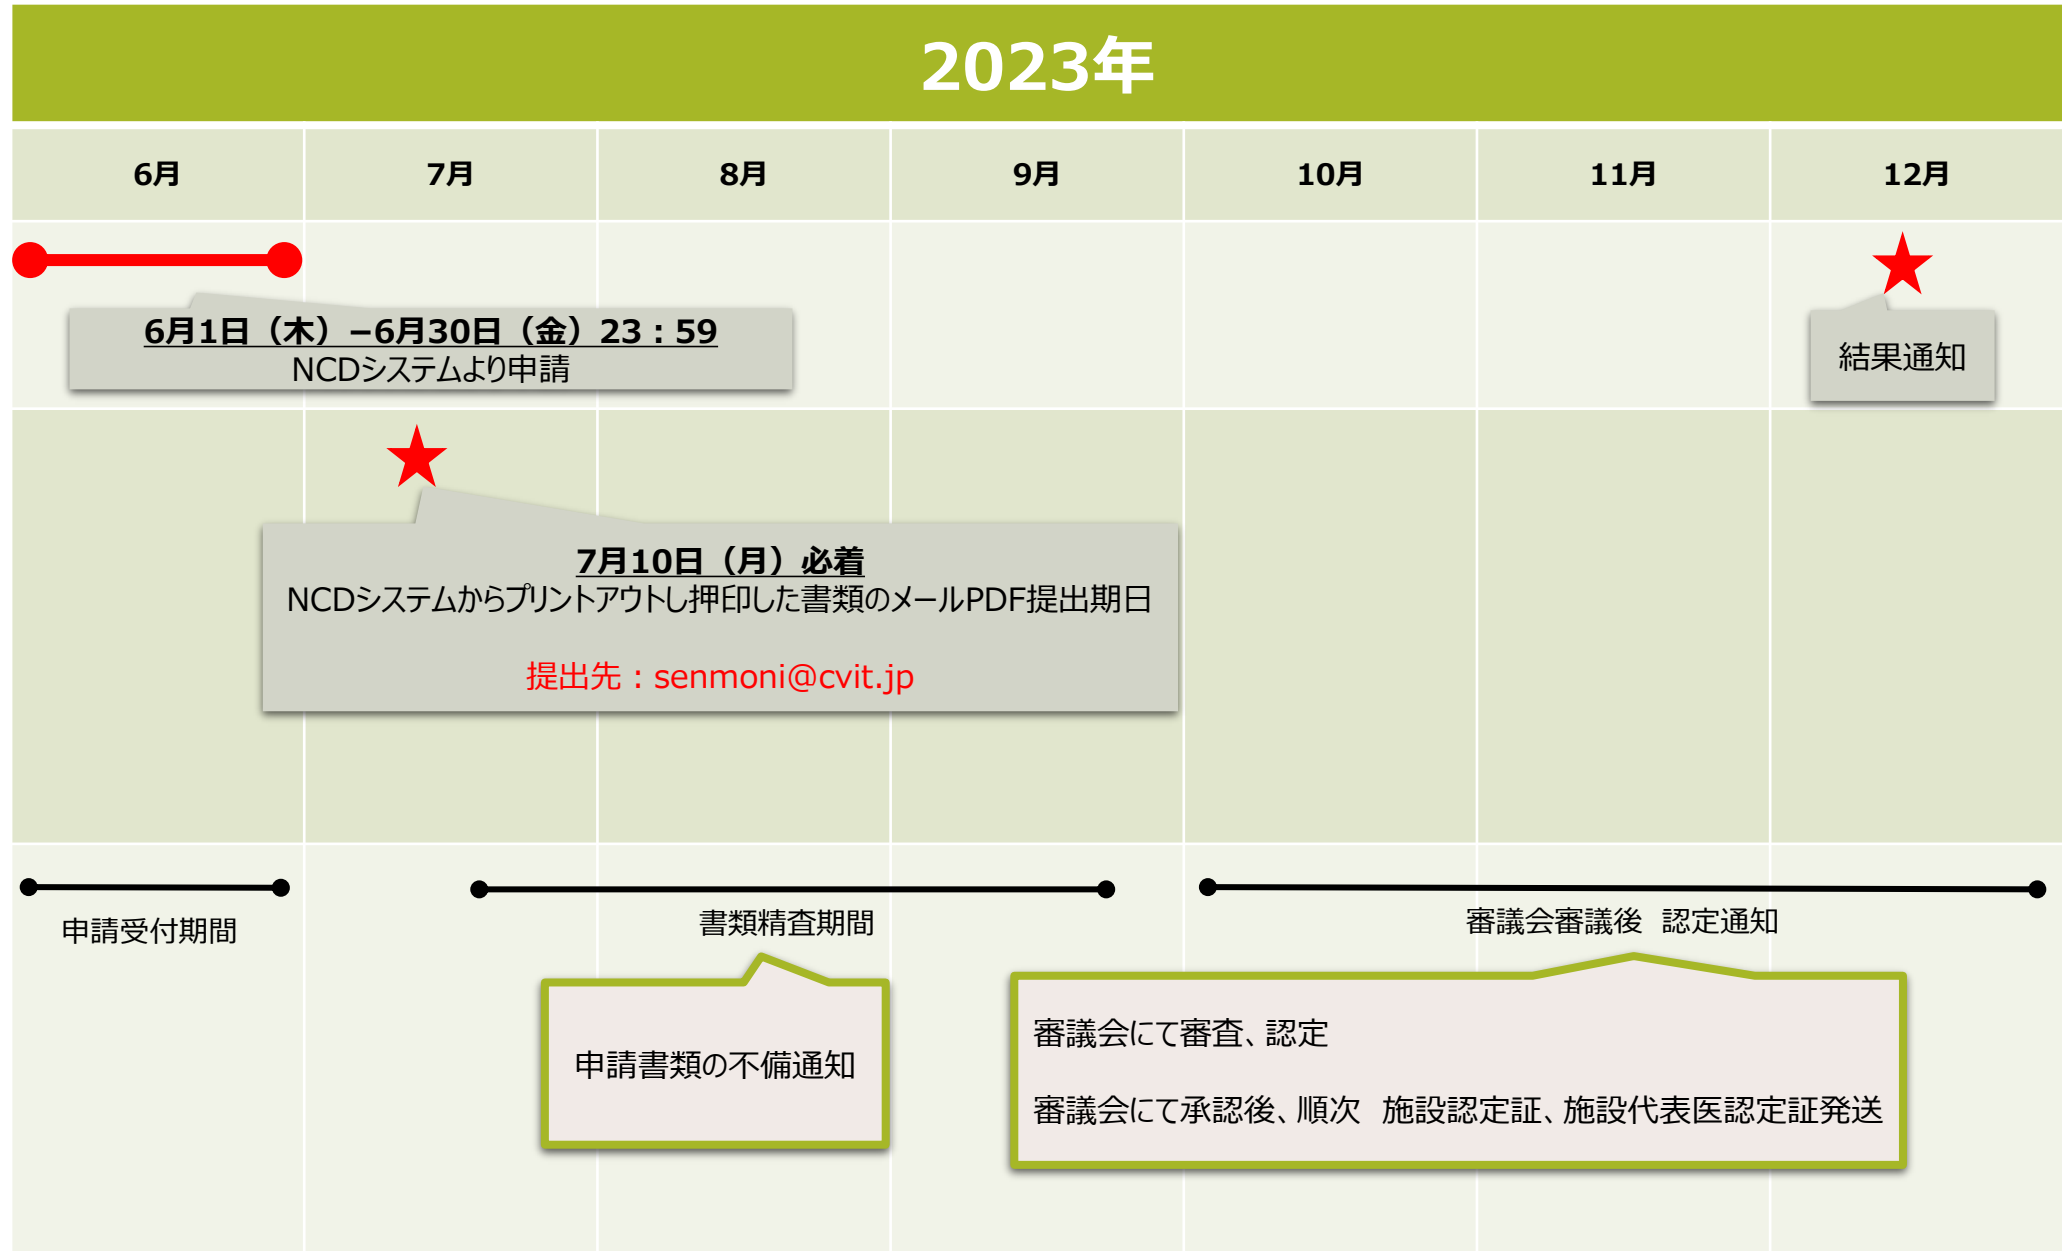 2023年
6月
7月
8月
9月
10月
11月
12月
6月1日（木）–6月30日（金）23：59
NCDシステムより申請
結果通知
7月10日（月）必着
NCDシステムからプリントアウトし押印した書類のメールPDF提出期日
提出先：senmoni@cvit.jp
申請受付期間
書類精査期間
審議会審議後　認定通知
申請書類の不備通知
審議会にて審査、認定
審議会にて承認後、順次　施設認定証、施設代表医認定証発送